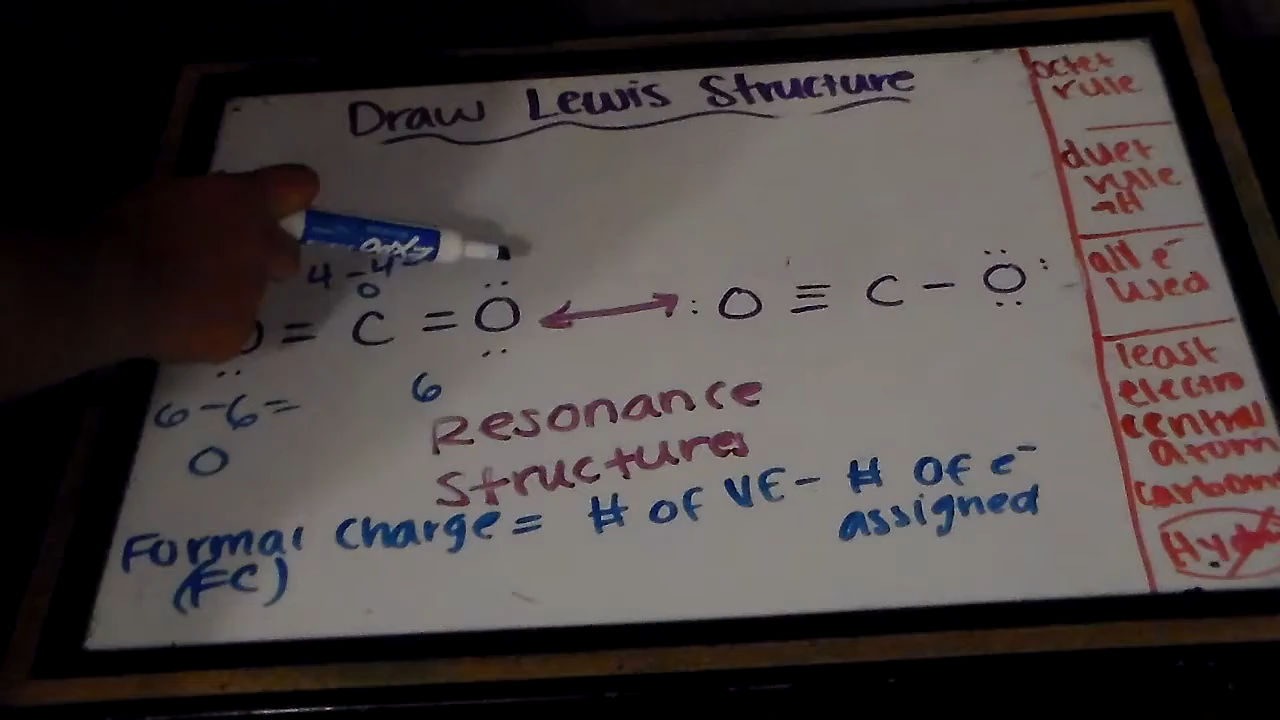 Draw Lewis Structure
4 - 4 =
0
O = C = O ⟷ : O ≡ C - O :
6 - 6 =
0
6
Resonance
Structures
Formal Charge = # of VE - # of e⁻
assigned
(FC)
octet
rule
duet
rule
→H
all e⁻
used
least
electro
central
atom
carbon